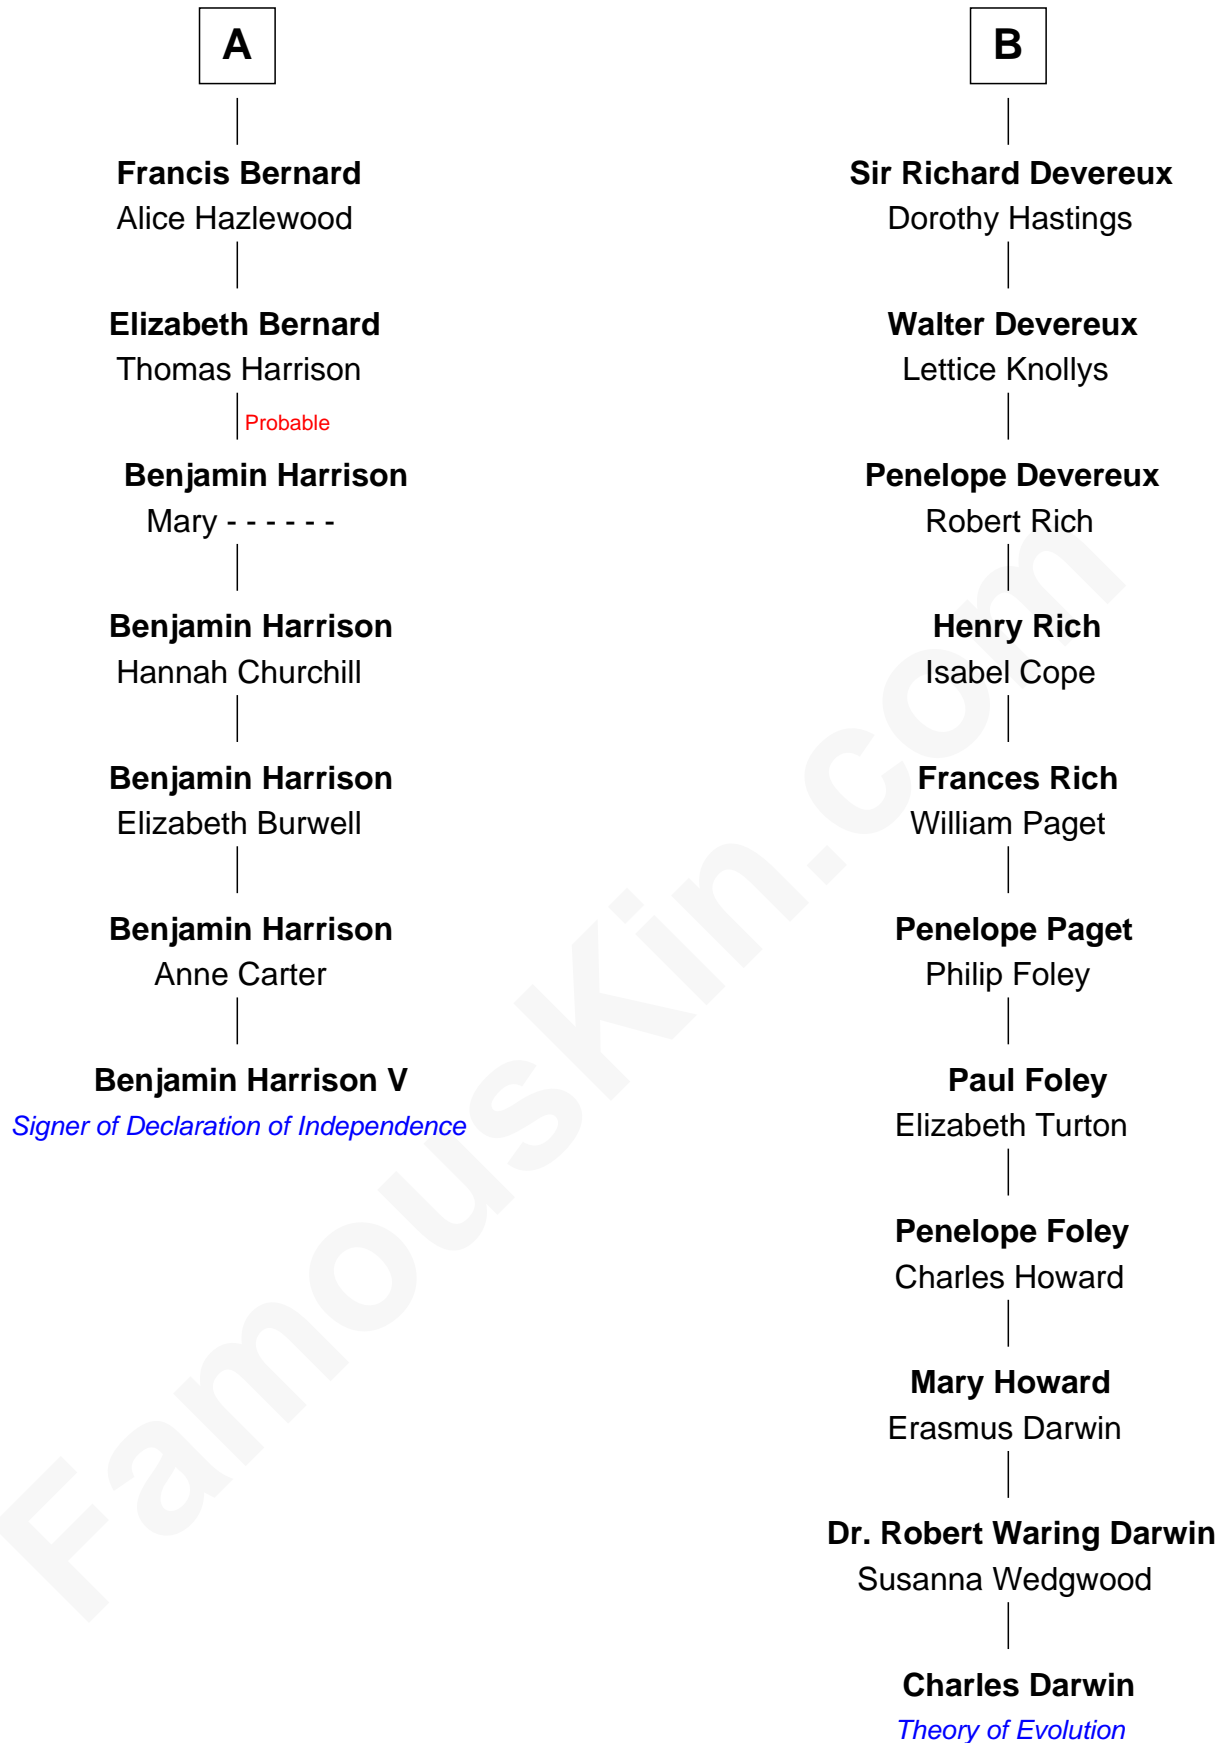 A
Francis Bernard
Alice Hazlewood
Elizabeth Bernard
Thomas Harrison
Probable
Benjamin Harrison
Mary - - - - - -
Benjamin Harrison
Hannah Churchill
Benjamin Harrison
Elizabeth Burwell
Benjamin Harrison
Anne Carter
Benjamin Harrison V
Signer of Declaration of Independence
B
Sir Richard Devereux
Dorothy Hastings
Walter Devereux
Lettice Knollys
Penelope Devereux
Robert Rich
Henry Rich
Isabel Cope
Frances Rich
William Paget
Penelope Paget
Philip Foley
Paul Foley
Elizabeth Turton
Penelope Foley
Charles Howard
Mary Howard
Erasmus Darwin
Dr. Robert Waring Darwin
Susanna Wedgwood
Charles Darwin
Theory of Evolution
FamousKin.com